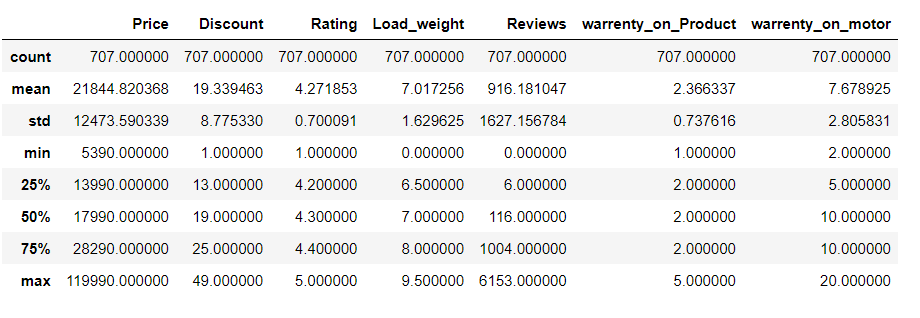 Price Discount Rating Load_weight Reviews warrenty_on_Product warrenty_on_motor
count 707.000000 707.000000 707.000000 707.000000 707.000000 707.000000 707.000000
mean 21844.820368 19.339463 4.271853 7.017256 916.181047 2.366337 7.678925
std 12473.590339 8.775330 0.700091 1.629625 1627.156784 0.737616 2.805831
min 5390.000000 1.000000 1.000000 0.000000 0.000000 1.000000 2.000000
25% 13990.000000 13.000000 4.200000 6.500000 6.000000 2.000000 5.000000
50% 17990.000000 19.000000 4.300000 7.000000 116.000000 2.000000 10.000000
75% 28290.000000 25.000000 4.400000 8.000000 1004.000000 2.000000 10.000000
max 119990.000000 49.000000 5.000000 9.500000 6153.000000 5.000000 20.000000